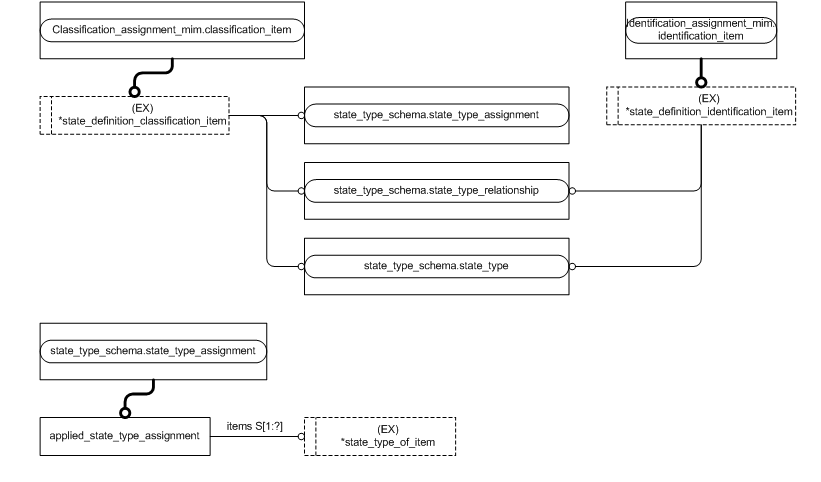 Classification_assignment_mim.classification_item
Identification_assignment_mim.
identification_item
(EX)
*state_definition_classification_item
(EX)
*state_definition_identification_item
state_type_schema.state_type_assignment
state_type_schema.state_type_relationship
state_type_schema.state_type
state_type_schema.state_type_assignment
applied_state_type_assignment
items S[1:?]
(EX)
*state_type_of_item